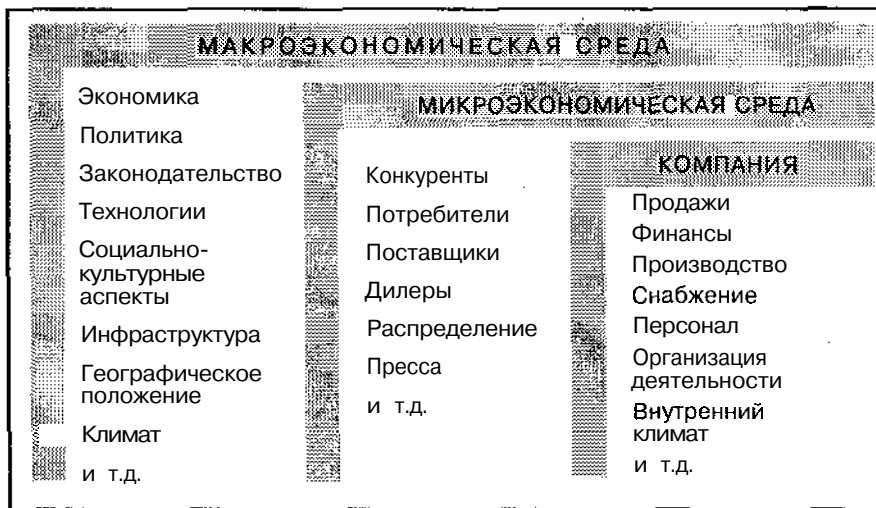 МАКРОЭКОНОМИЧЕСКАЯ СРЕДА
Экономика
Политика
Законодательство
Технологии
Социально-
культурные
аспекты
Инфраструктура
Географическое
положение
Климат
и т.д.
МИКРОЭКОНОМИЧЕСКАЯ СРЕДА
Конкуренты
Потребители
Поставщики
Дилеры
Распределение
Пресса
и т.д.
КОМПАНИЯ
Продажи
Финансы
Производство
Снабжение
Персонал
Организация
деятельности
Внутренний
климат
и т.д.